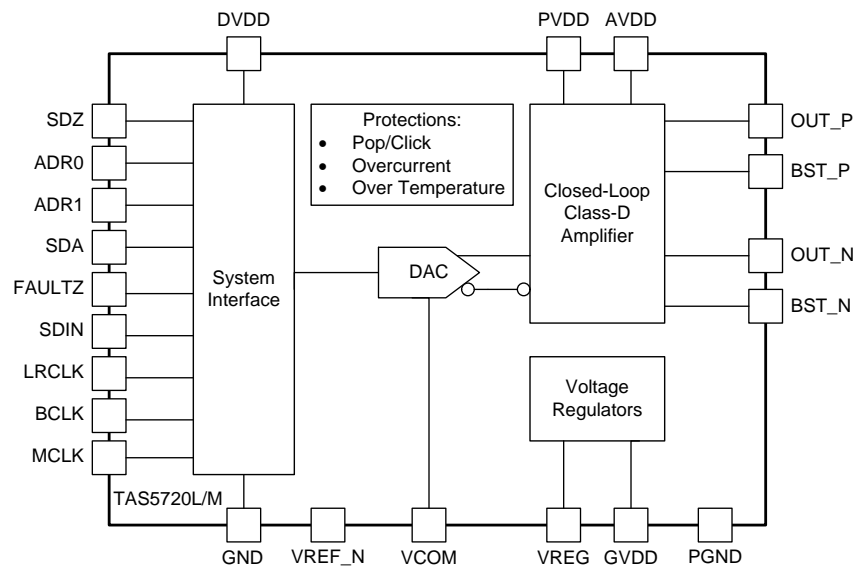 DVDD
PVDD
AVDD
SDZ
ADR0
ADR1
SDA
FAULTZ
SDIN
LRCLK
BCLK
MCLK
System
Interface
Protections:
• Pop/Click
• Overcurrent
• Over Temperature
DAC
Closed-Loop
Class-D
Amplifier
OUT_P
BST_P
OUT_N
BST_N
Voltage
Regulators
TAS5720L/M
GND
VREF_N
VCOM
VREG
GVDD
PGND